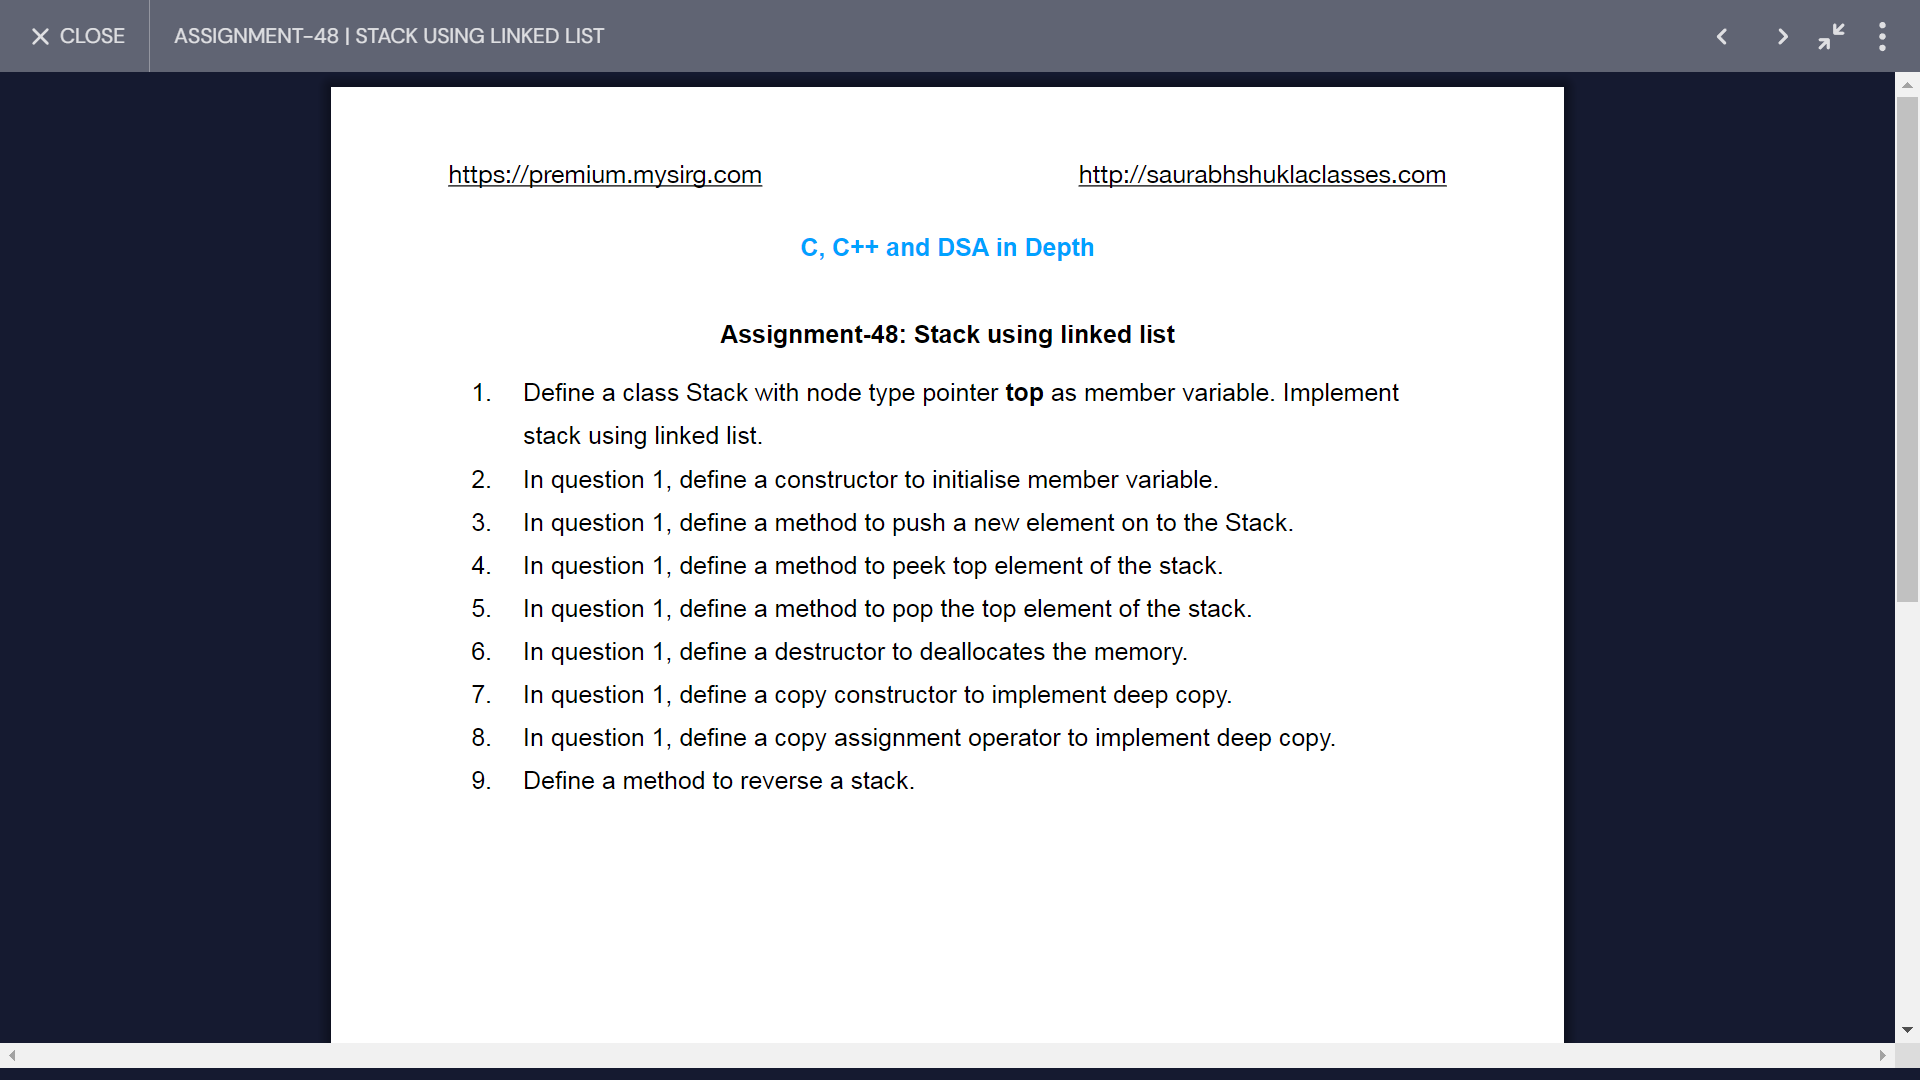 CLOSE
ASSIGNMENT-48 | STACK USING LINKED LIST
https://premium.mysirg.com
http://saurabhshuklaclasses.com
C, C++ and DSA in Depth
Assignment-48: Stack using linked list
1. Define a class Stack with node type pointer top as member variable. Implement
stack using linked list.
2. In question 1, define a constructor to initialise member variable.
3. In question 1, define a method to push a new element on to the Stack.
4. In question 1, define a method to peek top element of the stack.
5. In question 1, define a method to pop the top element of the stack.
6. In question 1, define a destructor to deallocates the memory.
7. In question 1, define a copy constructor to implement deep copy.
8. In question 1, define a copy assignment operator to implement deep copy.
9. Define a method to reverse a stack.